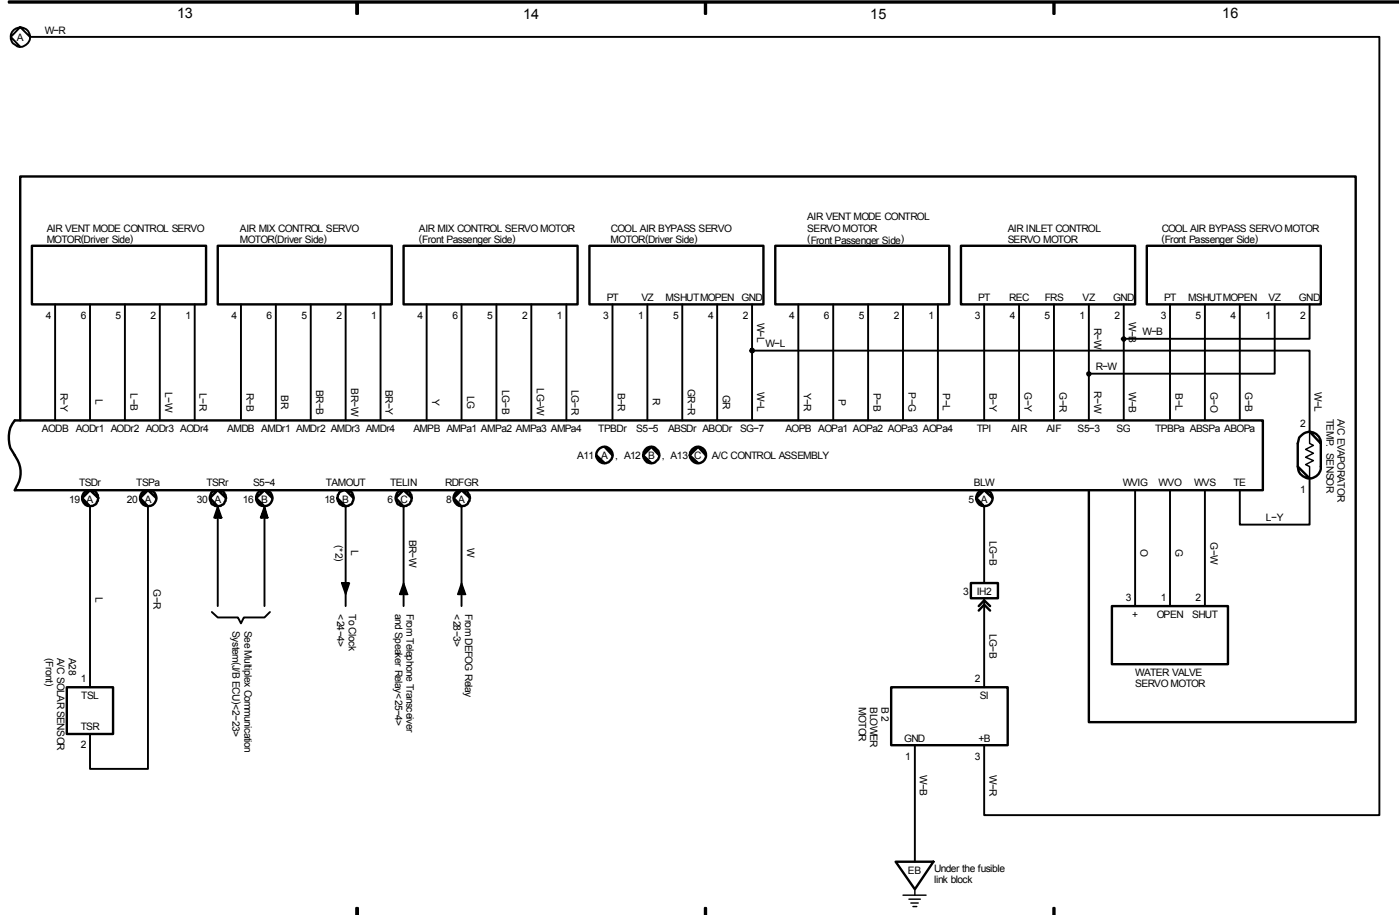 13 14 15 16
A W-R
AIR VENT MODE CONTROL SERVO
MOTOR(Driver Side)
AIR MIX CONTROL SERVO
MOTOR(Driver Side)
AIR MIX CONTROL SERVO MOTOR
(Front Passenger Side)
COOL AIR BYPASS SERVO
MOTOR(Driver Side)
AIR VENT MODE CONTROL
SERVO MOTOR
(Front Passenger Side)
AIR INLET CONTROL
SERVO MOTOR
COOL AIR BYPASS SERVO MOTOR
(Front Passenger Side)
PT VZ MSHUT MOPEN GND
PT REC FRS VZ GND
PT MSHUT MOPEN VZ GND
4 6 5 2 1
4 6 5 2 1
4 6 5 2 1
3 1 5 4 2
4 6 5 2 1
3 4 5 1 2
3 5 4 1 2
W-L
W-L
R-W
W-B
W-B
R-W
R-Y L L-B L-W L-R
R-B BR BR-B BR-W BR-Y
Y LG LG-B LG-W LG-R
B-R R GR-R GR W-L
Y-R P P-B P-G P-L
B-Y G-Y G-R R-W W-B
B-L G-O G-B
W-L
AODB AODr1 AODr2 AODr3 AODr4
AMDB AMDr1 AMDr2 AMDr3 AMDr4
AMPB AMPa1 AMPa2 AMPa3 AMPa4
TPBDr S5-5 ABSDr ABODr SG-7
AOPB AOPa1 AOPa2 AOPa3 AOPa4
TPI AIR AIF S5-3 SG
TPBPa ABSPa ABOPa
2
A/C EVAPORATOR
TEMP. SENSOR
1
A11 A , A12 B , A13 C A/C CONTROL ASSEMBLY
TSDr TSPa TSRr S5-4 TAMOUT TELIN RDFGR BLW WVIG WVO WVS TE
19 A 20 A 30 A 16 B 18 B 6 C 8 A 5 A
L-Y
L
(*2)
BR-W
W
LG-B
O G G-W
L
G-R
3 IH2
LG-B
See Multiplex Communication
System(J/B ECU)<2-23>
To Clock
<24-4>
From Telephone Transceiver
and Speaker Relay<25-4>
From DEFOG Relay
<28-3>
3 1 2
+ OPEN SHUT
WATER VALVE
SERVO MOTOR
A28
A/C SOLAR SENSOR
(Front)
1
TSL
TSR
2
2
SI
B 2
BLOWER
MOTOR
GND +B
1 3
W-B
W-R
EB Under the fusible
link block